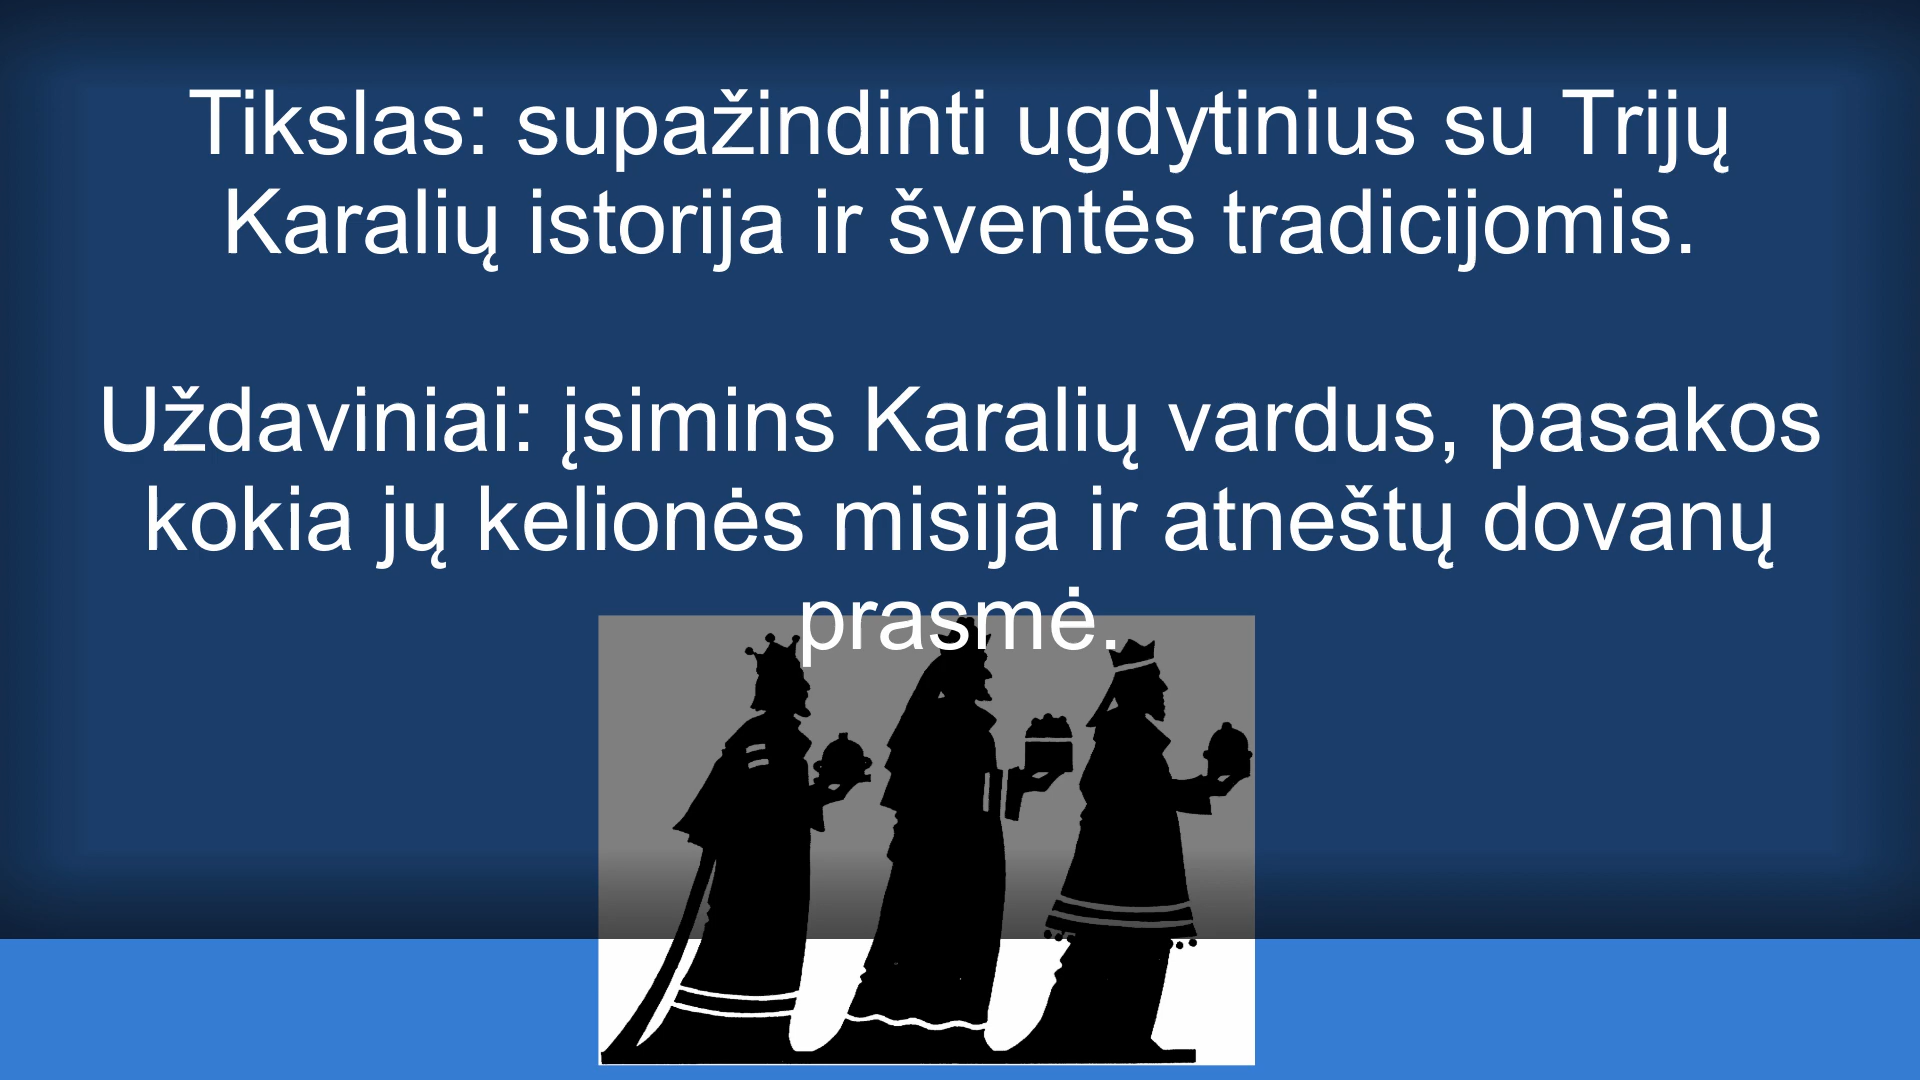 Tikslas: supažindinti ugdytinius su Trijų
Karalių istorija ir šventės tradicijomis.
Uždaviniai: įsimins Karalių vardus, pasakos
kokia jų kelionės misija ir atneštų dovanų
prasmė.